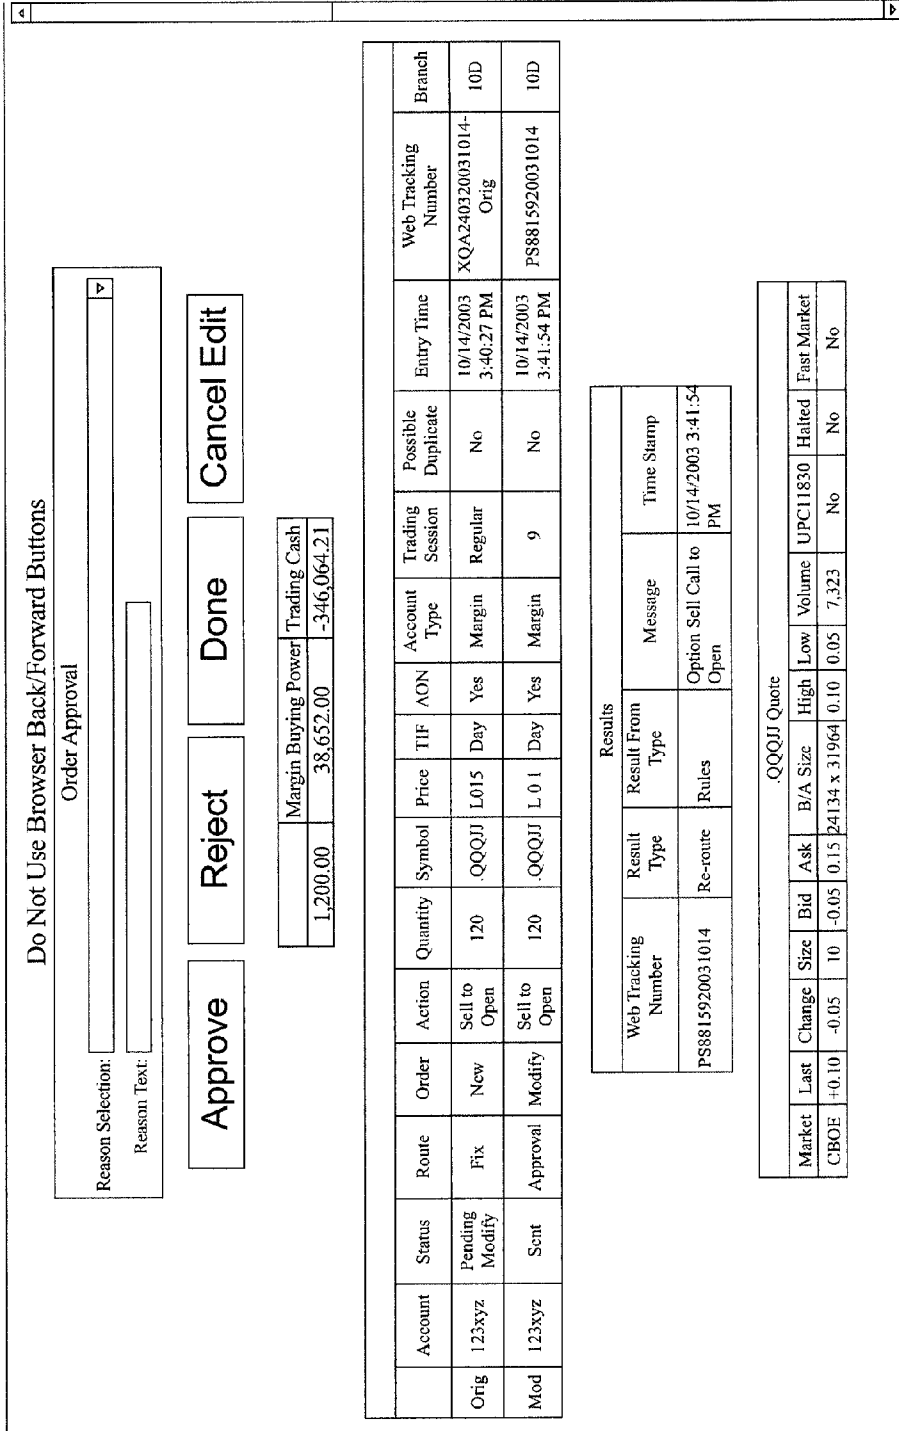 Do Not Use Browser Back/Forward Buttons
Order Approval
Reason Selection:
Reason Text:
Approve Reject Done Cancel Edit
Margin Buying Power Trading Cash
1,200.00 38,652.00 -346,064.21
Account Status Route Order Action Quantity Symbol Price TIF AON Account Type Trading Session Possible Duplicate Entry Time Web Tracking Number Branch
Orig 123xyz Pending Modify Fix New Sell to Open 120 .QQQJJ L015 Day Yes Margin Regular No 10/14/2003 3:40:27 PM XQA240320031014-Orig 10D
Mod 123xyz Sent Approval Modify Sell to Open 120 .QQQJJ L 0 1 Day Yes Margin 9 No 10/14/2003 3:41:54 PM PS8815920031014 10D
Results
Web Tracking Number Result Type Result From Type Message Time Stamp
PS8815920031014 Re-route Rules Option Sell Call to Open 10/14/2003 3:41:54 PM
.QQQJJ Quote
Market Last Change Size Bid Ask B/A Size High Low Volume UPC11830 Halted Fast Market
CBOE +0.10 -0.05 10 -0.05 0.15 24134 x 31964 0.10 0.05 7,323 No No No